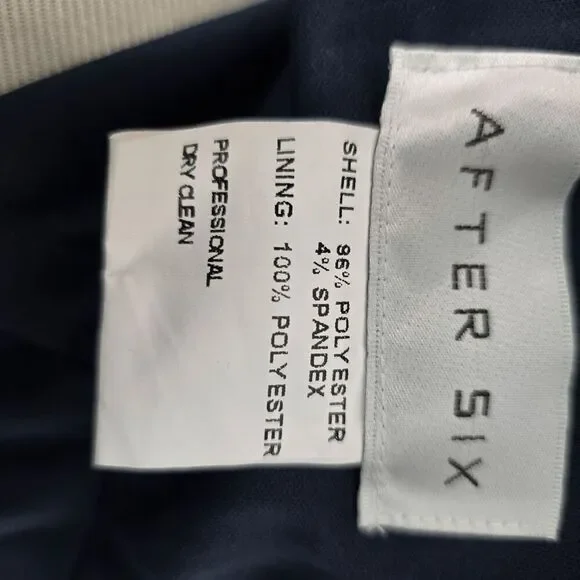 AFTER SIX
SHELL: 96% POLYESTER
4% SPANDEX
LINING: 100% POLYESTER
PROFESSIONAL
DRY CLEAN